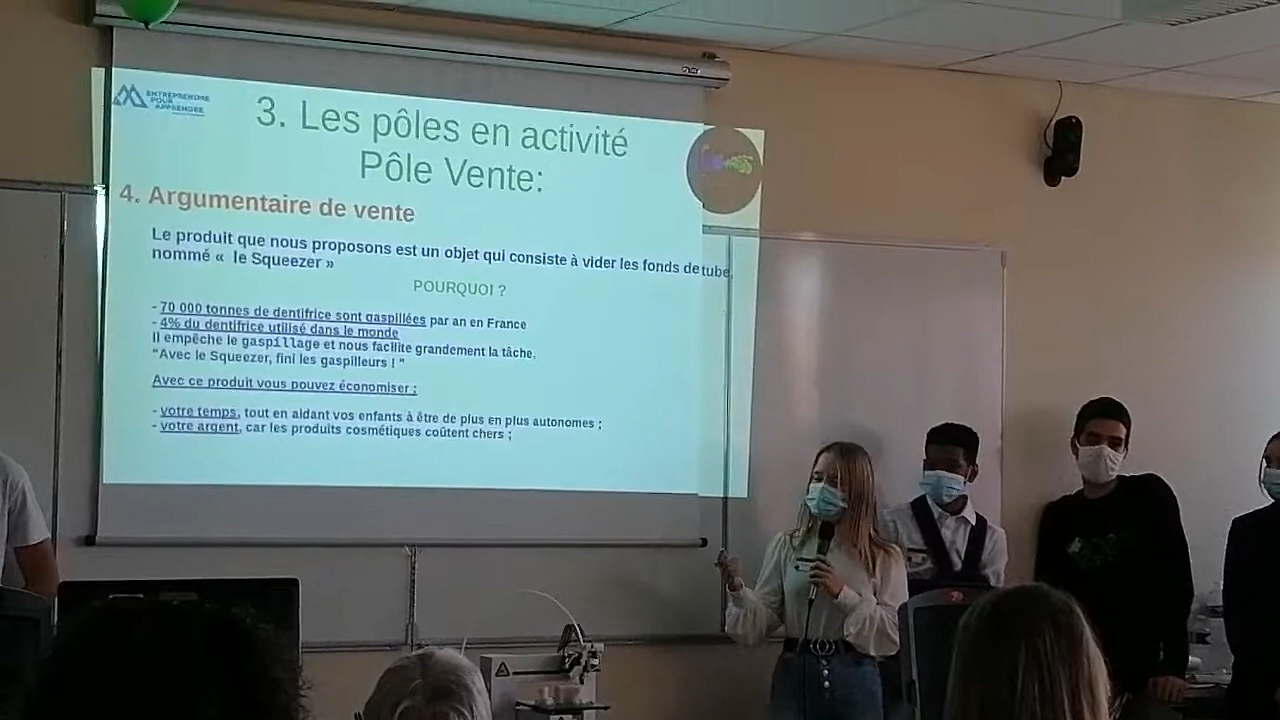 ENTREPRENDRE
POUR
APPRENDRE
3. Les pôles en activité
Pôle Vente:
4. Argumentaire de vente
Le produit que nous proposons est un objet qui consiste à vider les fonds de tube,
nommé « le Squeezer »
POURQUOI ?
- 70 000 tonnes de dentifrice sont gaspillées par an en France
- 4% du dentifrice utilisé dans le monde
Il empêche le gaspillage et nous facilite grandement la tâche,
"Avec le Squeezer, fini les gaspilleurs ! "
Avec ce produit vous pouvez économiser :
- votre temps, tout en aidant vos enfants à être de plus en plus autonomes ;
- votre argent, car les produits cosmétiques coûtent chers ;